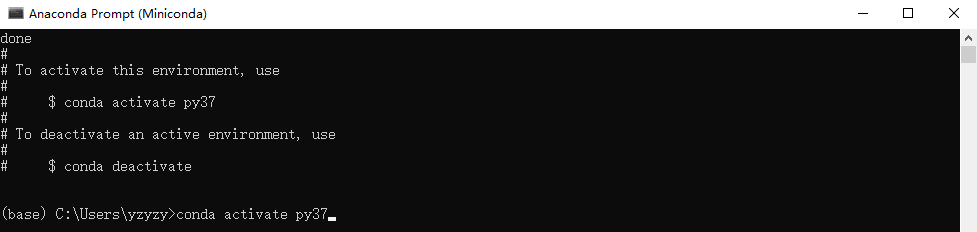 Anaconda Prompt (Miniconda)
done
#
# To activate this environment, use
#
#     $ conda activate py37
#
# To deactivate an active environment, use
#
#     $ conda deactivate
(base) C:\Users\yzyzy>conda activate py37